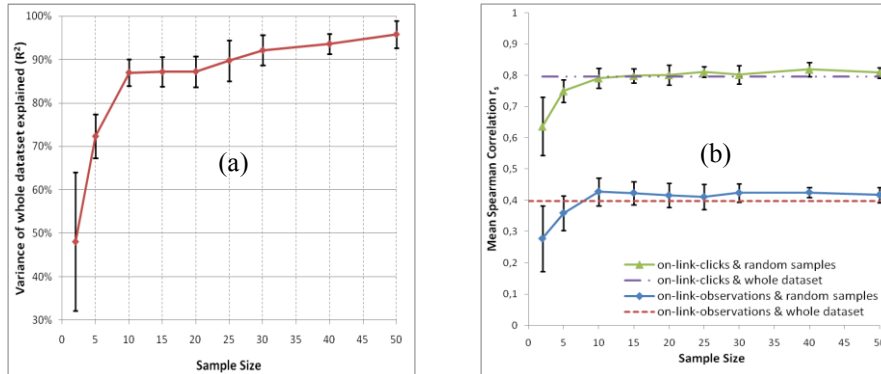 100%
90%
80%
70%
60%
50%
40%
30%
Variance of whole datatset explained (R²)
(a)
0 5 10 15 20 25 30 35 40 45 50
Sample Size
1
0,9
0,8
0,7
0,6
0,5
0,4
0,3
0,2
0,1
0
Mean Spearman Correlation rs
(b)
on-link-clicks & random samples
on-link-clicks & whole dataset
on-link-observations & random samples
on-link-observations & whole dataset
0 5 10 15 20 25 30 35 40 45 50
Sample Size